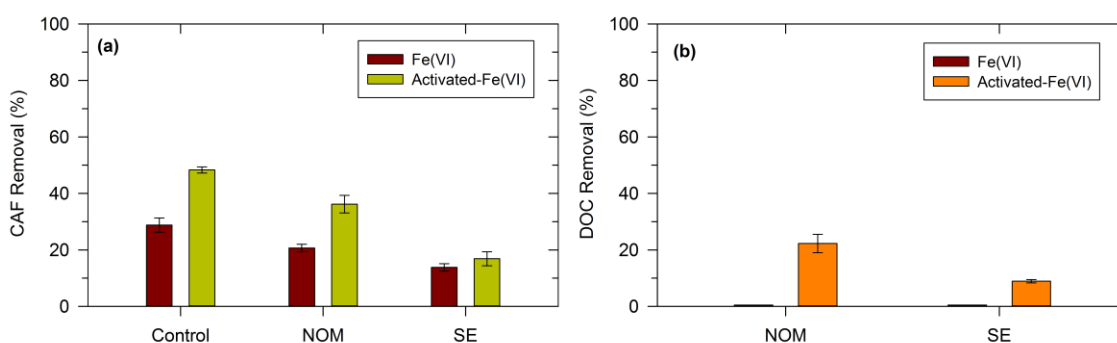 (a)
Fe(VI)
Activated-Fe(VI)
CAF Removal (%)
100
80
60
40
20
0
Control NOM SE
(b)
Fe(VI)
Activated-Fe(VI)
DOC Removal (%)
100
80
60
40
20
0
NOM SE